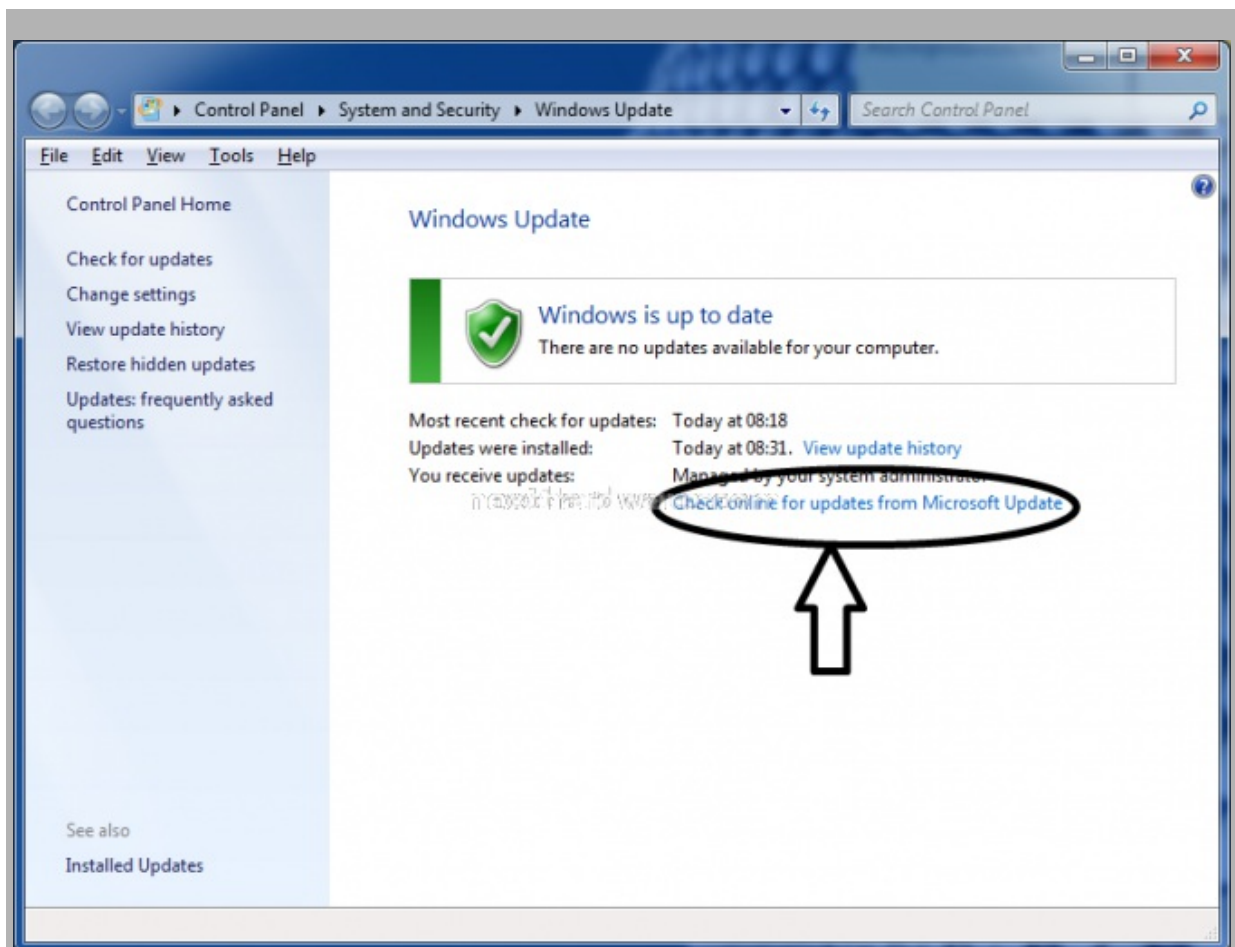 Control Panel ▸ System and Security ▸ Windows Update
Search Control Panel
File Edit View Tools Help
Control Panel Home
Check for updates
Change settings
View update history
Restore hidden updates
Updates: frequently asked
questions
See also
Installed Updates
Windows Update
Windows is up to date
There are no updates available for your computer.
Most recent check for updates: Today at 08:18
Updates were installed: Today at 08:31. View update history
You receive updates: Managed by your system administrator
Check online for updates from Microsoft Update